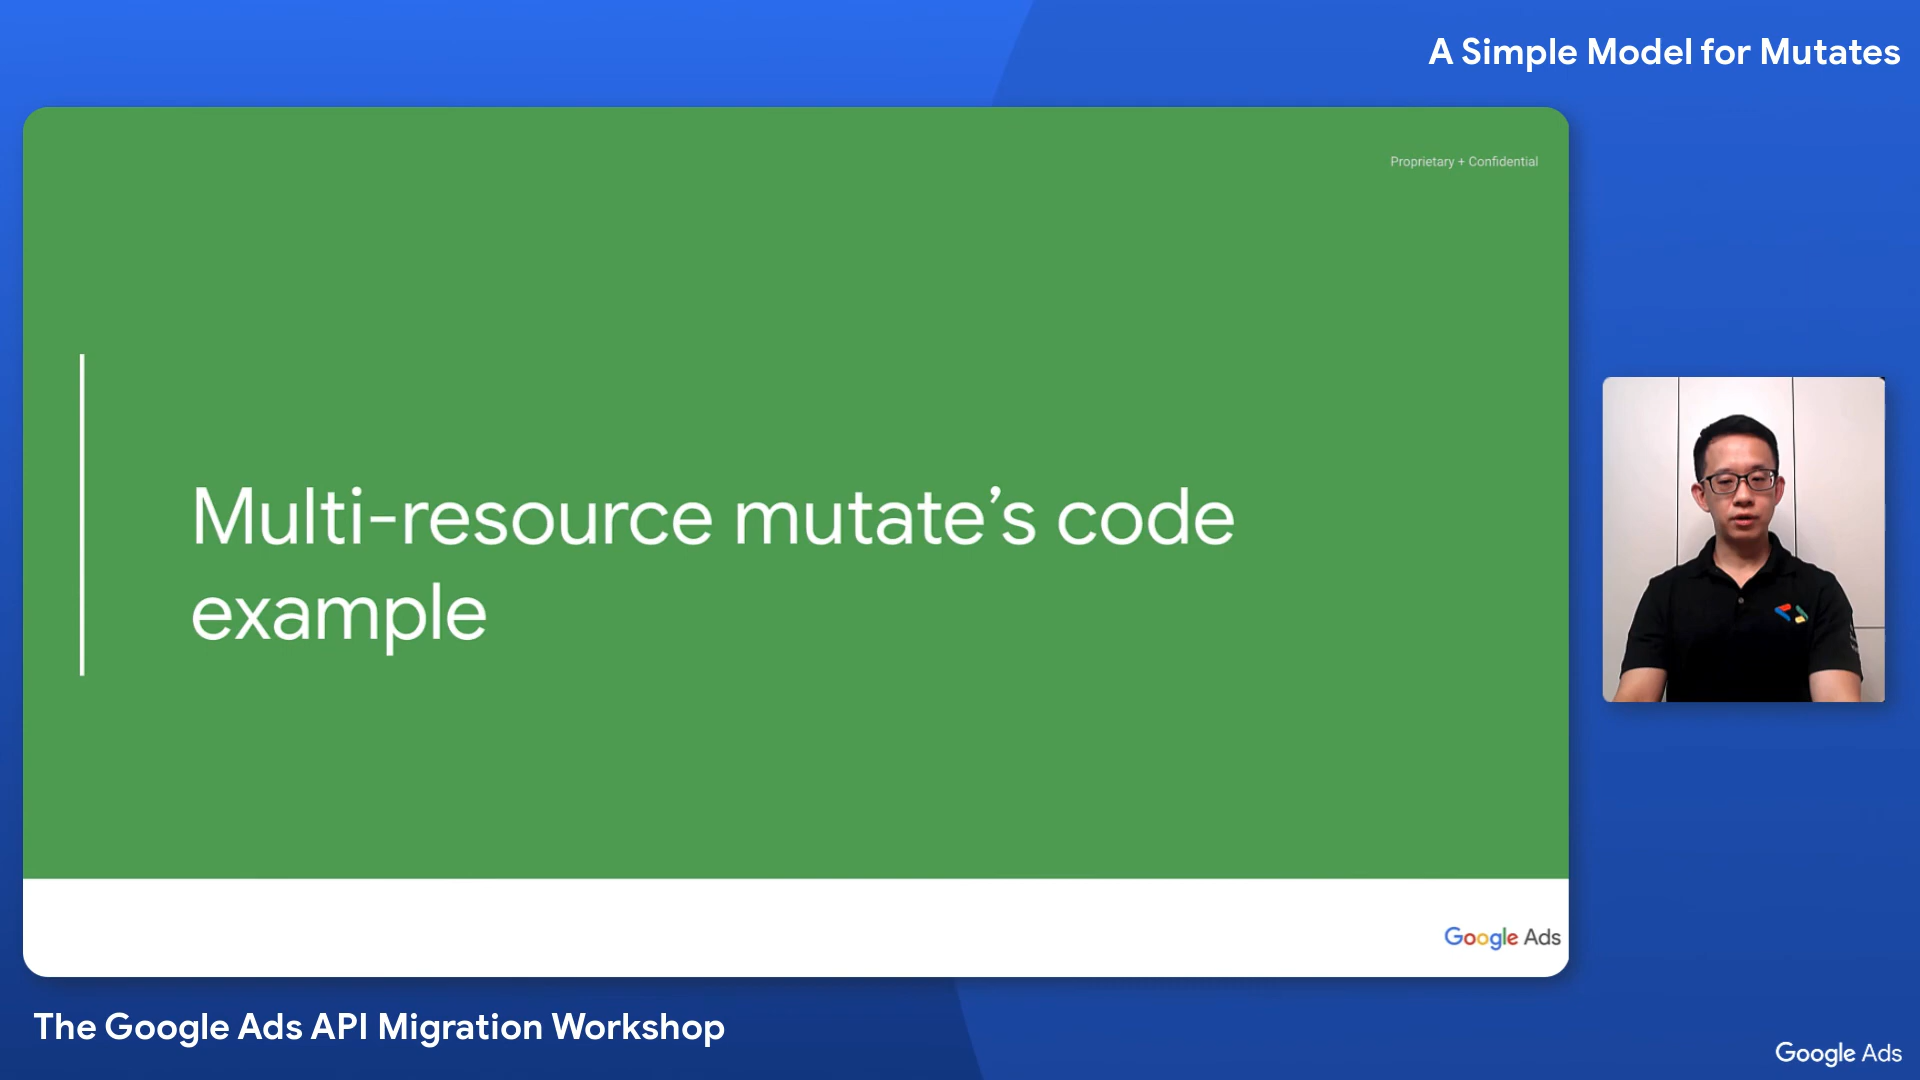 A Simple Model for Mutates
Proprietary + Confidential
Multi-resource mutate’s code
example
Google Ads
The Google Ads API Migration Workshop
Google Ads